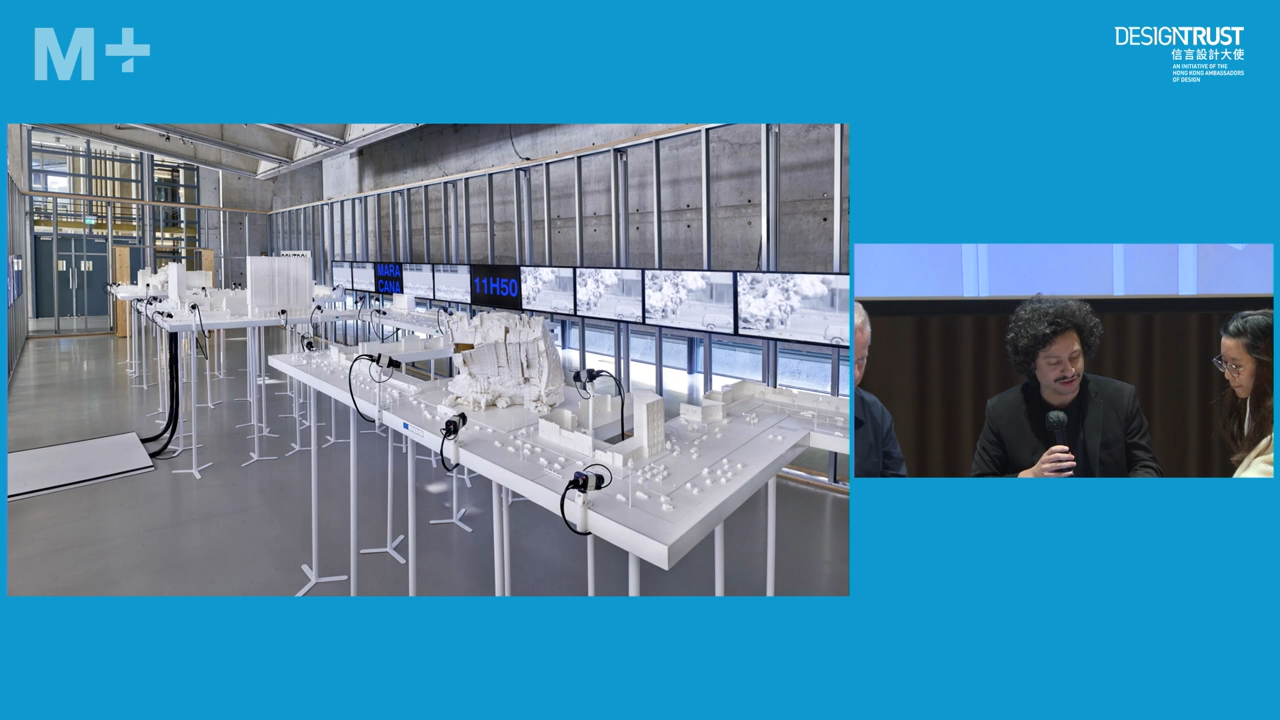 M+
DESIGNTRUST
信言設計大使
AN INITIATIVE OF THE
HONG KONG AMBASSADORS
OF DESIGN
MARA
CANA
11H50